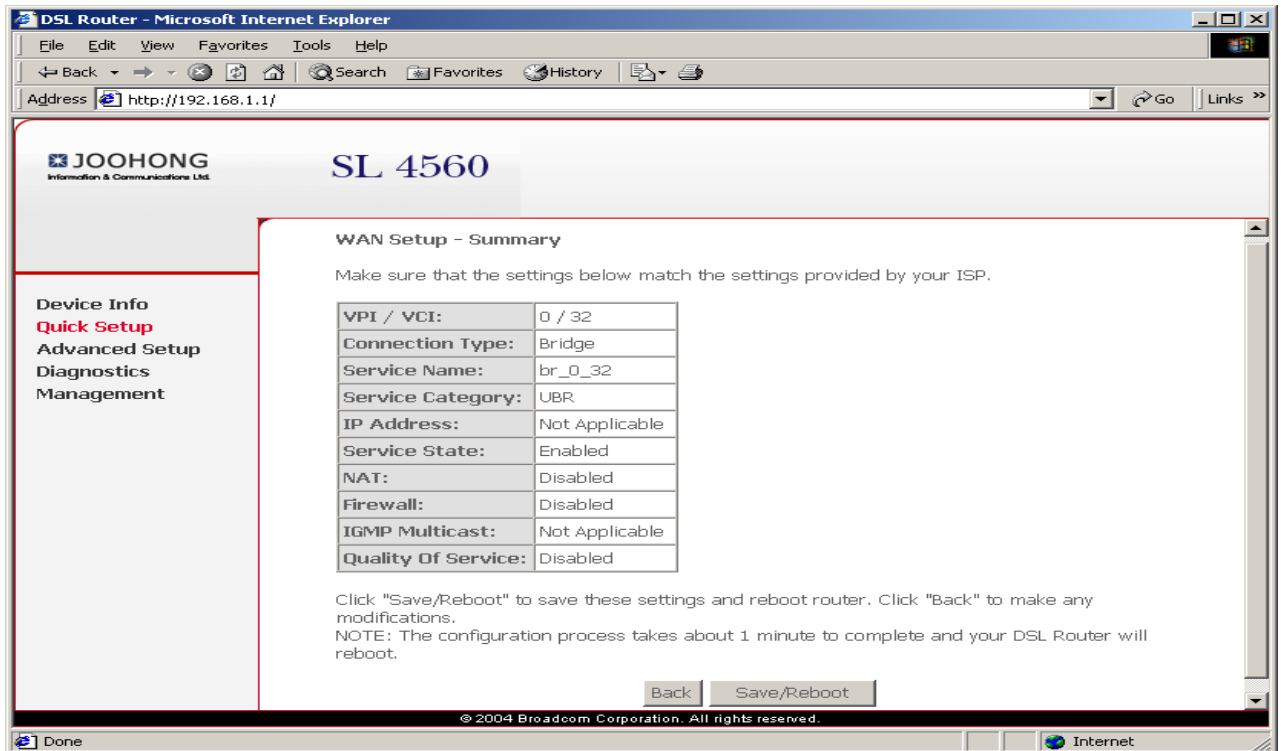 DSL Router - Microsoft Internet Explorer
File Edit View Favorites Tools Help
Back Search Favorites History
Address http://192.168.1.1/ Go Links »
JOOHONG
Information & Communications Ltd.
SL 4560
Device Info
Quick Setup
Advanced Setup
Diagnostics
Management
WAN Setup - Summary
Make sure that the settings below match the settings provided by your ISP.
VPI / VCI: 0 / 32
Connection Type: Bridge
Service Name: br_0_32
Service Category: UBR
IP Address: Not Applicable
Service State: Enabled
NAT: Disabled
Firewall: Disabled
IGMP Multicast: Not Applicable
Quality Of Service: Disabled
Click "Save/Reboot" to save these settings and reboot router. Click "Back" to make any
modifications.
NOTE: The configuration process takes about 1 minute to complete and your DSL Router will
reboot.
Back Save/Reboot
© 2004 Broadcom Corporation. All rights reserved.
Done Internet